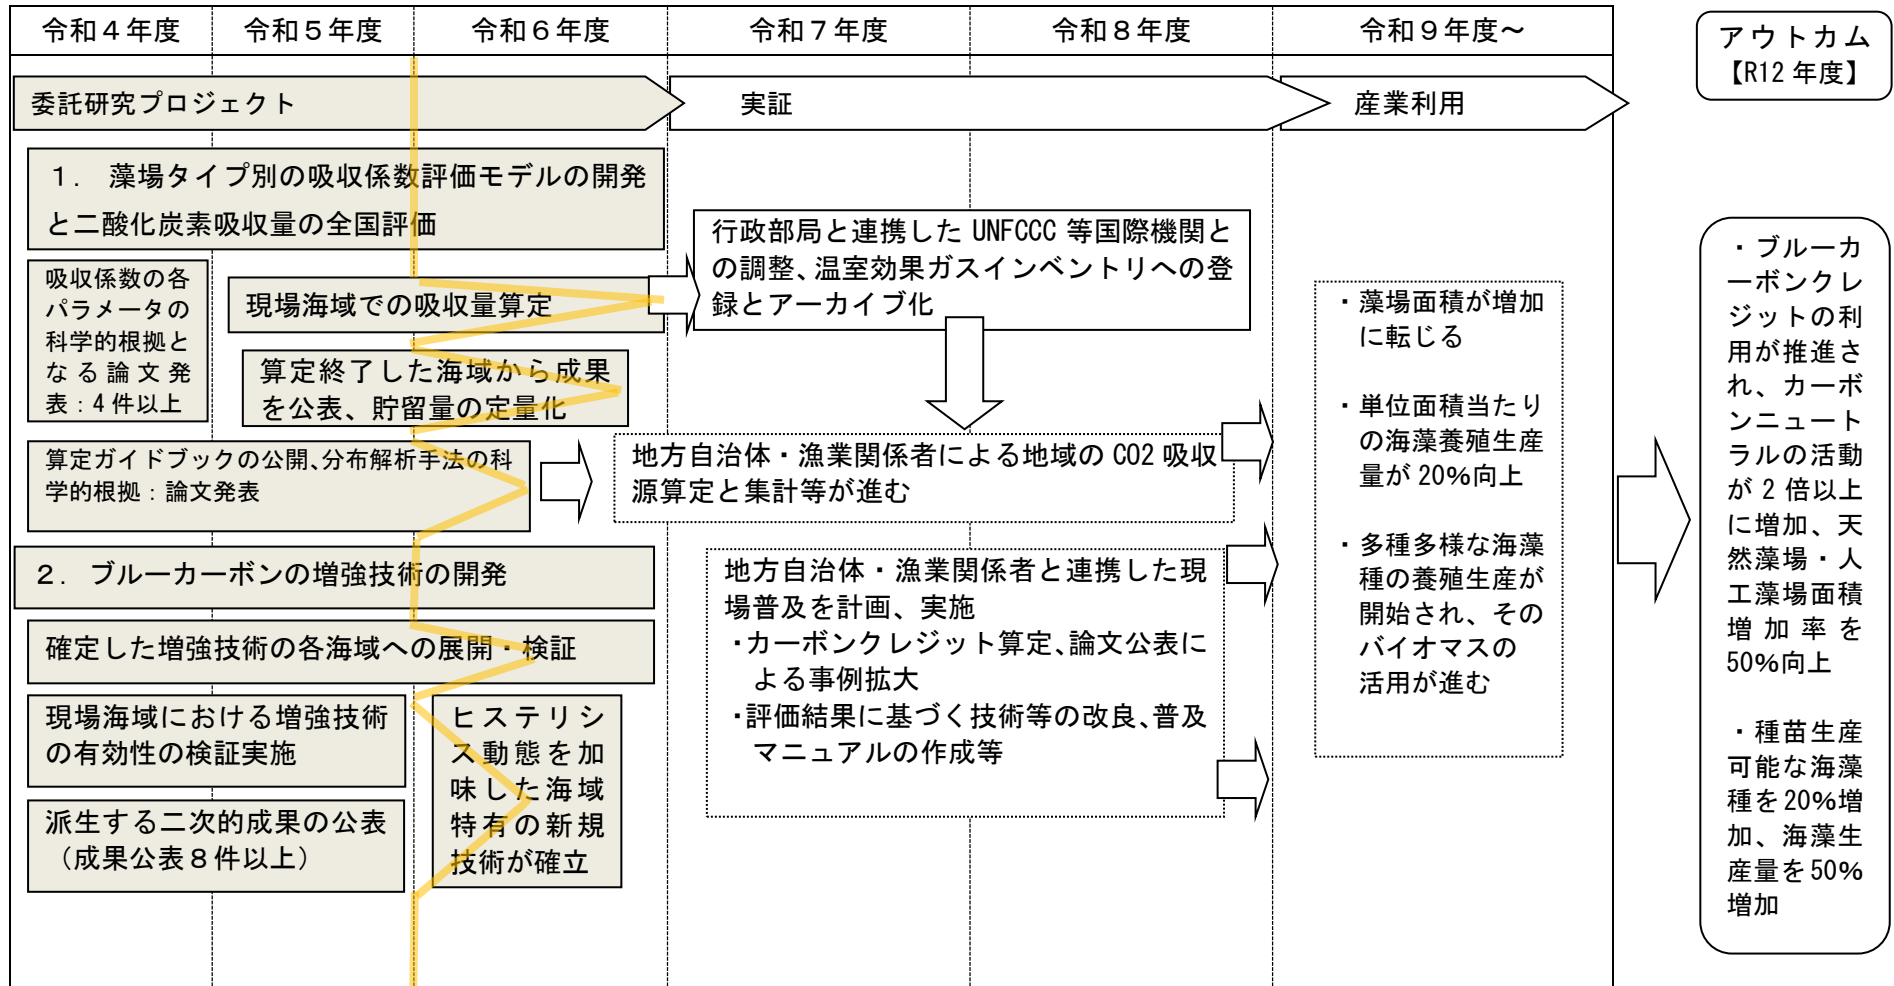 令和４年度
令和５年度
令和６年度
令和７年度
令和８年度
令和９年度～
アウトカム
【R12 年度】
委託研究プロジェクト
実証
産業利用
１．　藻場タイプ別の吸収係数評価モデルの開発
と二酸化炭素吸収量の全国評価
吸収係数の各
パラメータの
科学的根拠と
なる論文発
表：4 件以上
現場海域での吸収量算定
算定終了した海域から成果
を公表、貯留量の定量化
算定ガイドブックの公開、分布解析手法の科
学的根拠：論文発表
行政部局と連携した UNFCCC 等国際機関と
の調整、温室効果ガスインベントリへの登
録とアーカイブ化
地方自治体・漁業関係者による地域の CO2 吸収
源算定と集計等が進む
２．ブルーカーボンの増強技術の開発
確定した増強技術の各海域への展開・検証
現場海域における増強技術
の有効性の検証実施
派生する二次的成果の公表
（成果公表８件以上）
ヒステリシ
ス動態を加
味した海域
特有の新規
技術が確立
地方自治体・漁業関係者と連携した現
場普及を計画、実施
・カーボンクレジット算定、論文公表に
よる事例拡大
・評価結果に基づく技術等の改良、普及
マニュアルの作成等
・藻場面積が増加
に転じる
・単位面積当たり
の海藻養殖生産
量が 20%向上
・多種多様な海藻
種の養殖生産が
開始され、その
バイオマスの
活用が進む
・ブルーカ
ーボンクレ
ジットの利
用が推進さ
れ、カーボ
ンニュート
ラルの活動
が 2 倍以上
に増加、天
然藻場・人
工藻場面積
増加率を
50%向上
・種苗生産
可能な海藻
種を20%増
加、海藻生
産量を50%
増加